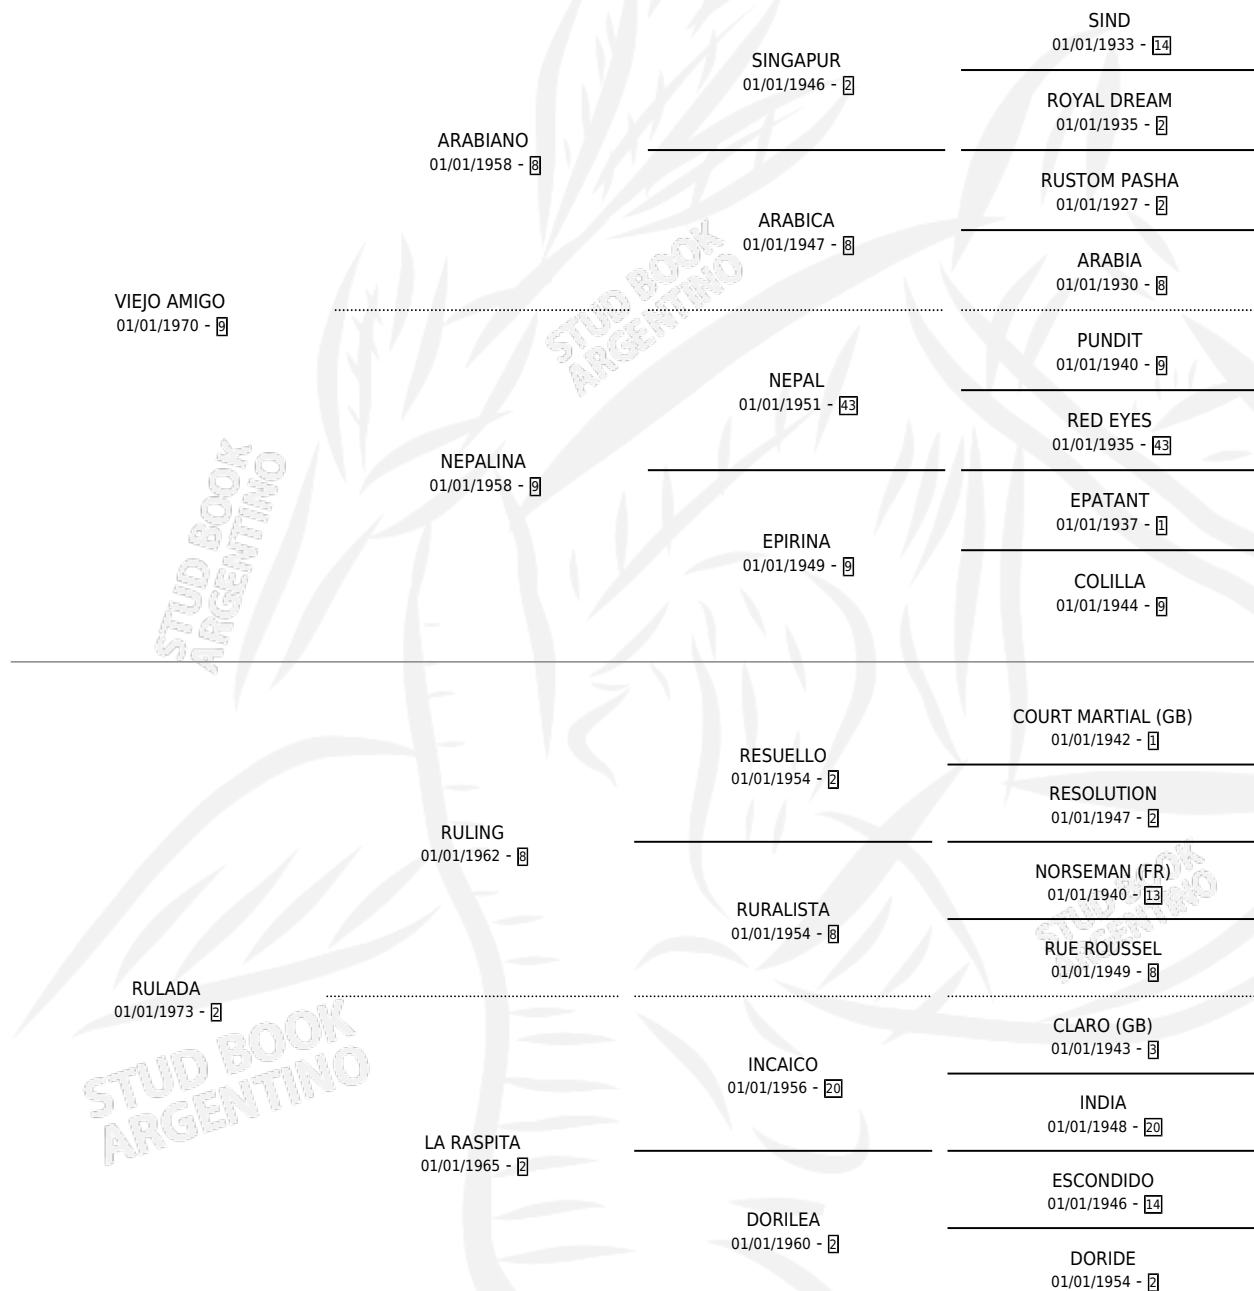 SIND
01/01/1933 - 14
SINGAPUR
01/01/1946 - 2
ROYAL DREAM
01/01/1935 - 2
ARABIANO
01/01/1958 - 8
RUSTOM PASHA
01/01/1927 - 2
ARABICA
01/01/1947 - 8
ARABIA
01/01/1930 - 8
VIEJO AMIGO
01/01/1970 - 9
PUNDIT
01/01/1940 - 9
NEPAL
01/01/1951 - 43
RED EYES
01/01/1935 - 43
NEPALINA
01/01/1958 - 9
EPATANT
01/01/1937 - 1
EPIRINA
01/01/1949 - 9
COLILLA
01/01/1944 - 9
COURT MARTIAL (GB)
01/01/1942 - 1
RESUELLO
01/01/1954 - 2
RESOLUTION
01/01/1947 - 2
RULING
01/01/1962 - 8
NORSEMAN (FR)
01/01/1940 - 13
RURALISTA
01/01/1954 - 8
RUE ROUSSEL
01/01/1949 - 8
RULADA
01/01/1973 - 2
CLARO (GB)
01/01/1943 - 3
INCAICO
01/01/1956 - 20
INDIA
01/01/1948 - 20
LA RASPITA
01/01/1965 - 2
ESCONDIDO
01/01/1946 - 14
DORILEA
01/01/1960 - 2
DORIDE
01/01/1954 - 2
STUD BOOK
ARGENTINO
STUD BOOK
ARGENTINO
STUD BOOK
ARGENTINO
STUD BOOK
ARGENTINO